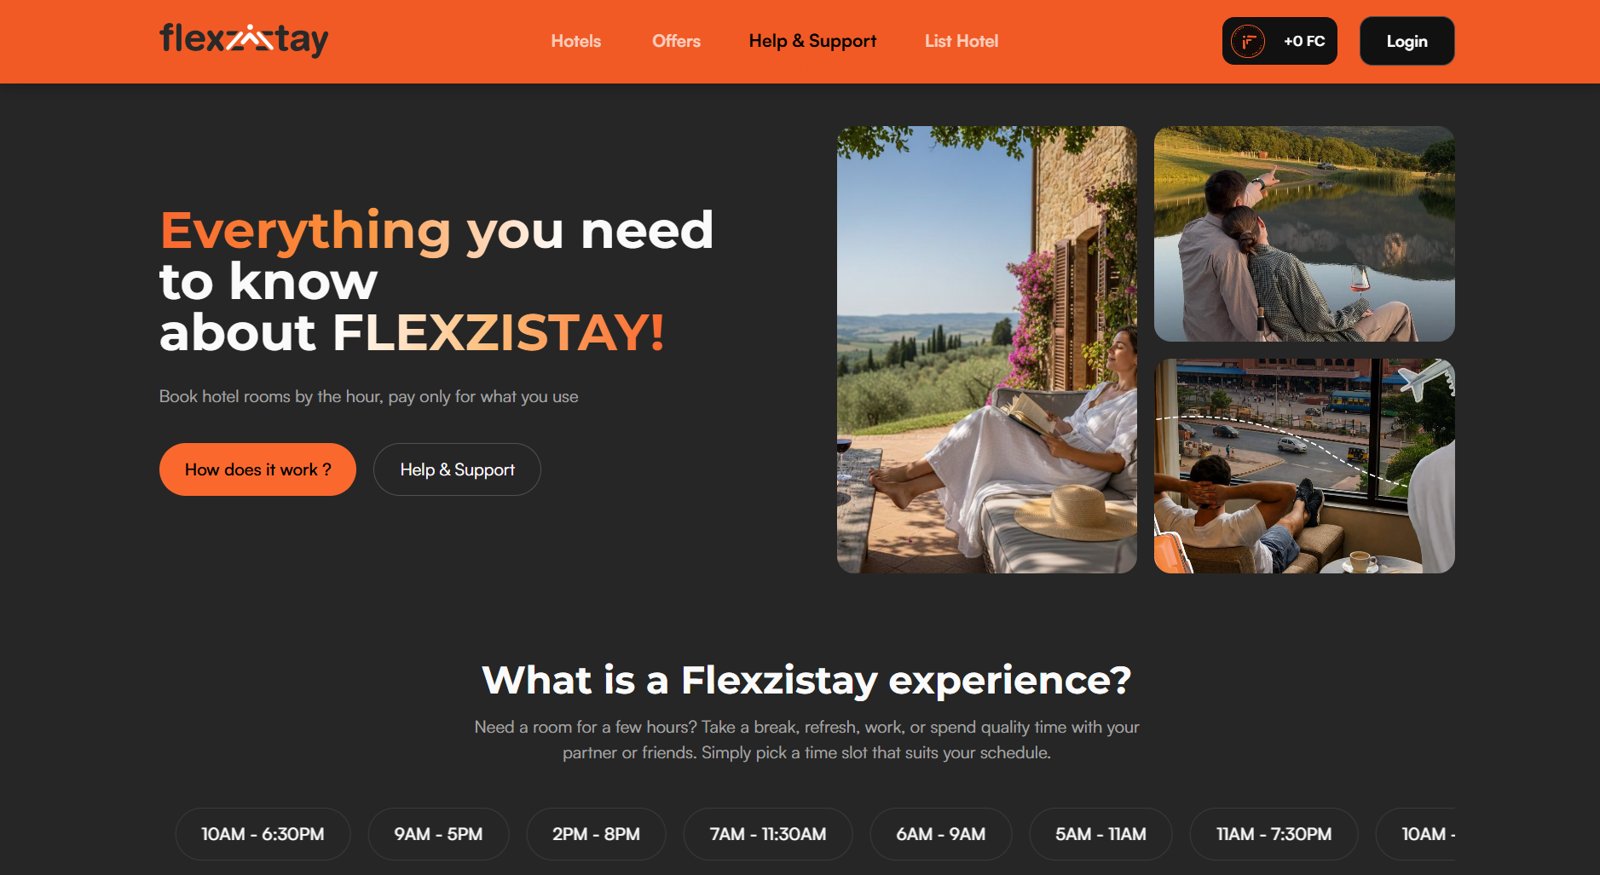 flexzistay
Hotels
Offers
Help & Support
List Hotel
+0 FC
Login
Everything you need
to know
about FLEXZISTAY!
Book hotel rooms by the hour, pay only for what you use
How does it work ?
Help & Support
What is a Flexzistay experience?
Need a room for a few hours? Take a break, refresh, work, or spend quality time with your
partner or friends. Simply pick a time slot that suits your schedule.
10AM - 6:30PM
9AM - 5PM
2PM - 8PM
7AM - 11:30AM
6AM - 9AM
5AM - 11AM
11AM - 7:30PM
10AM -